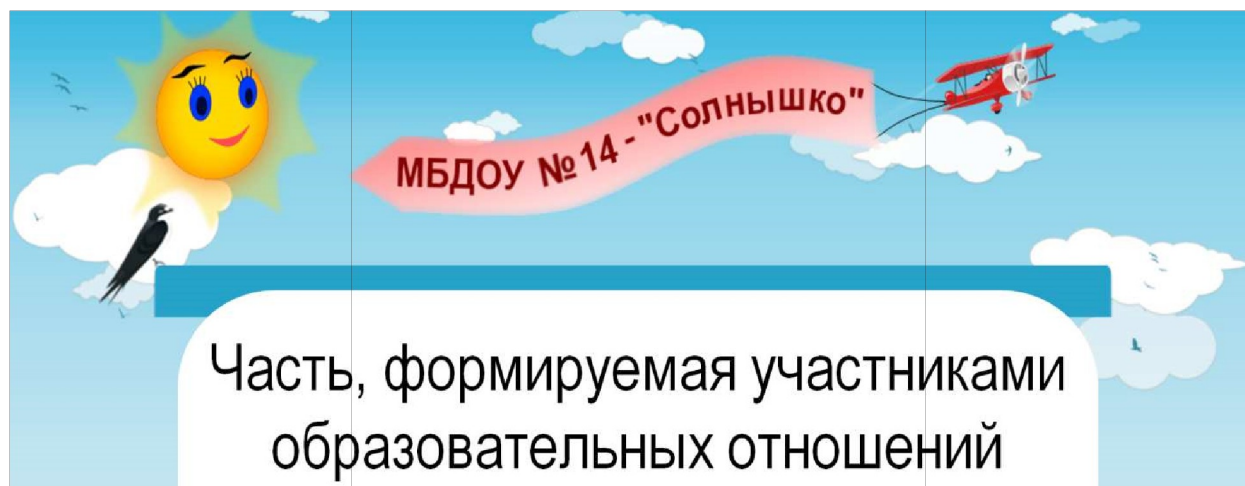 МБДОУ №14 - "Солнышко"
Часть, формируемая участниками
образовательных отношений